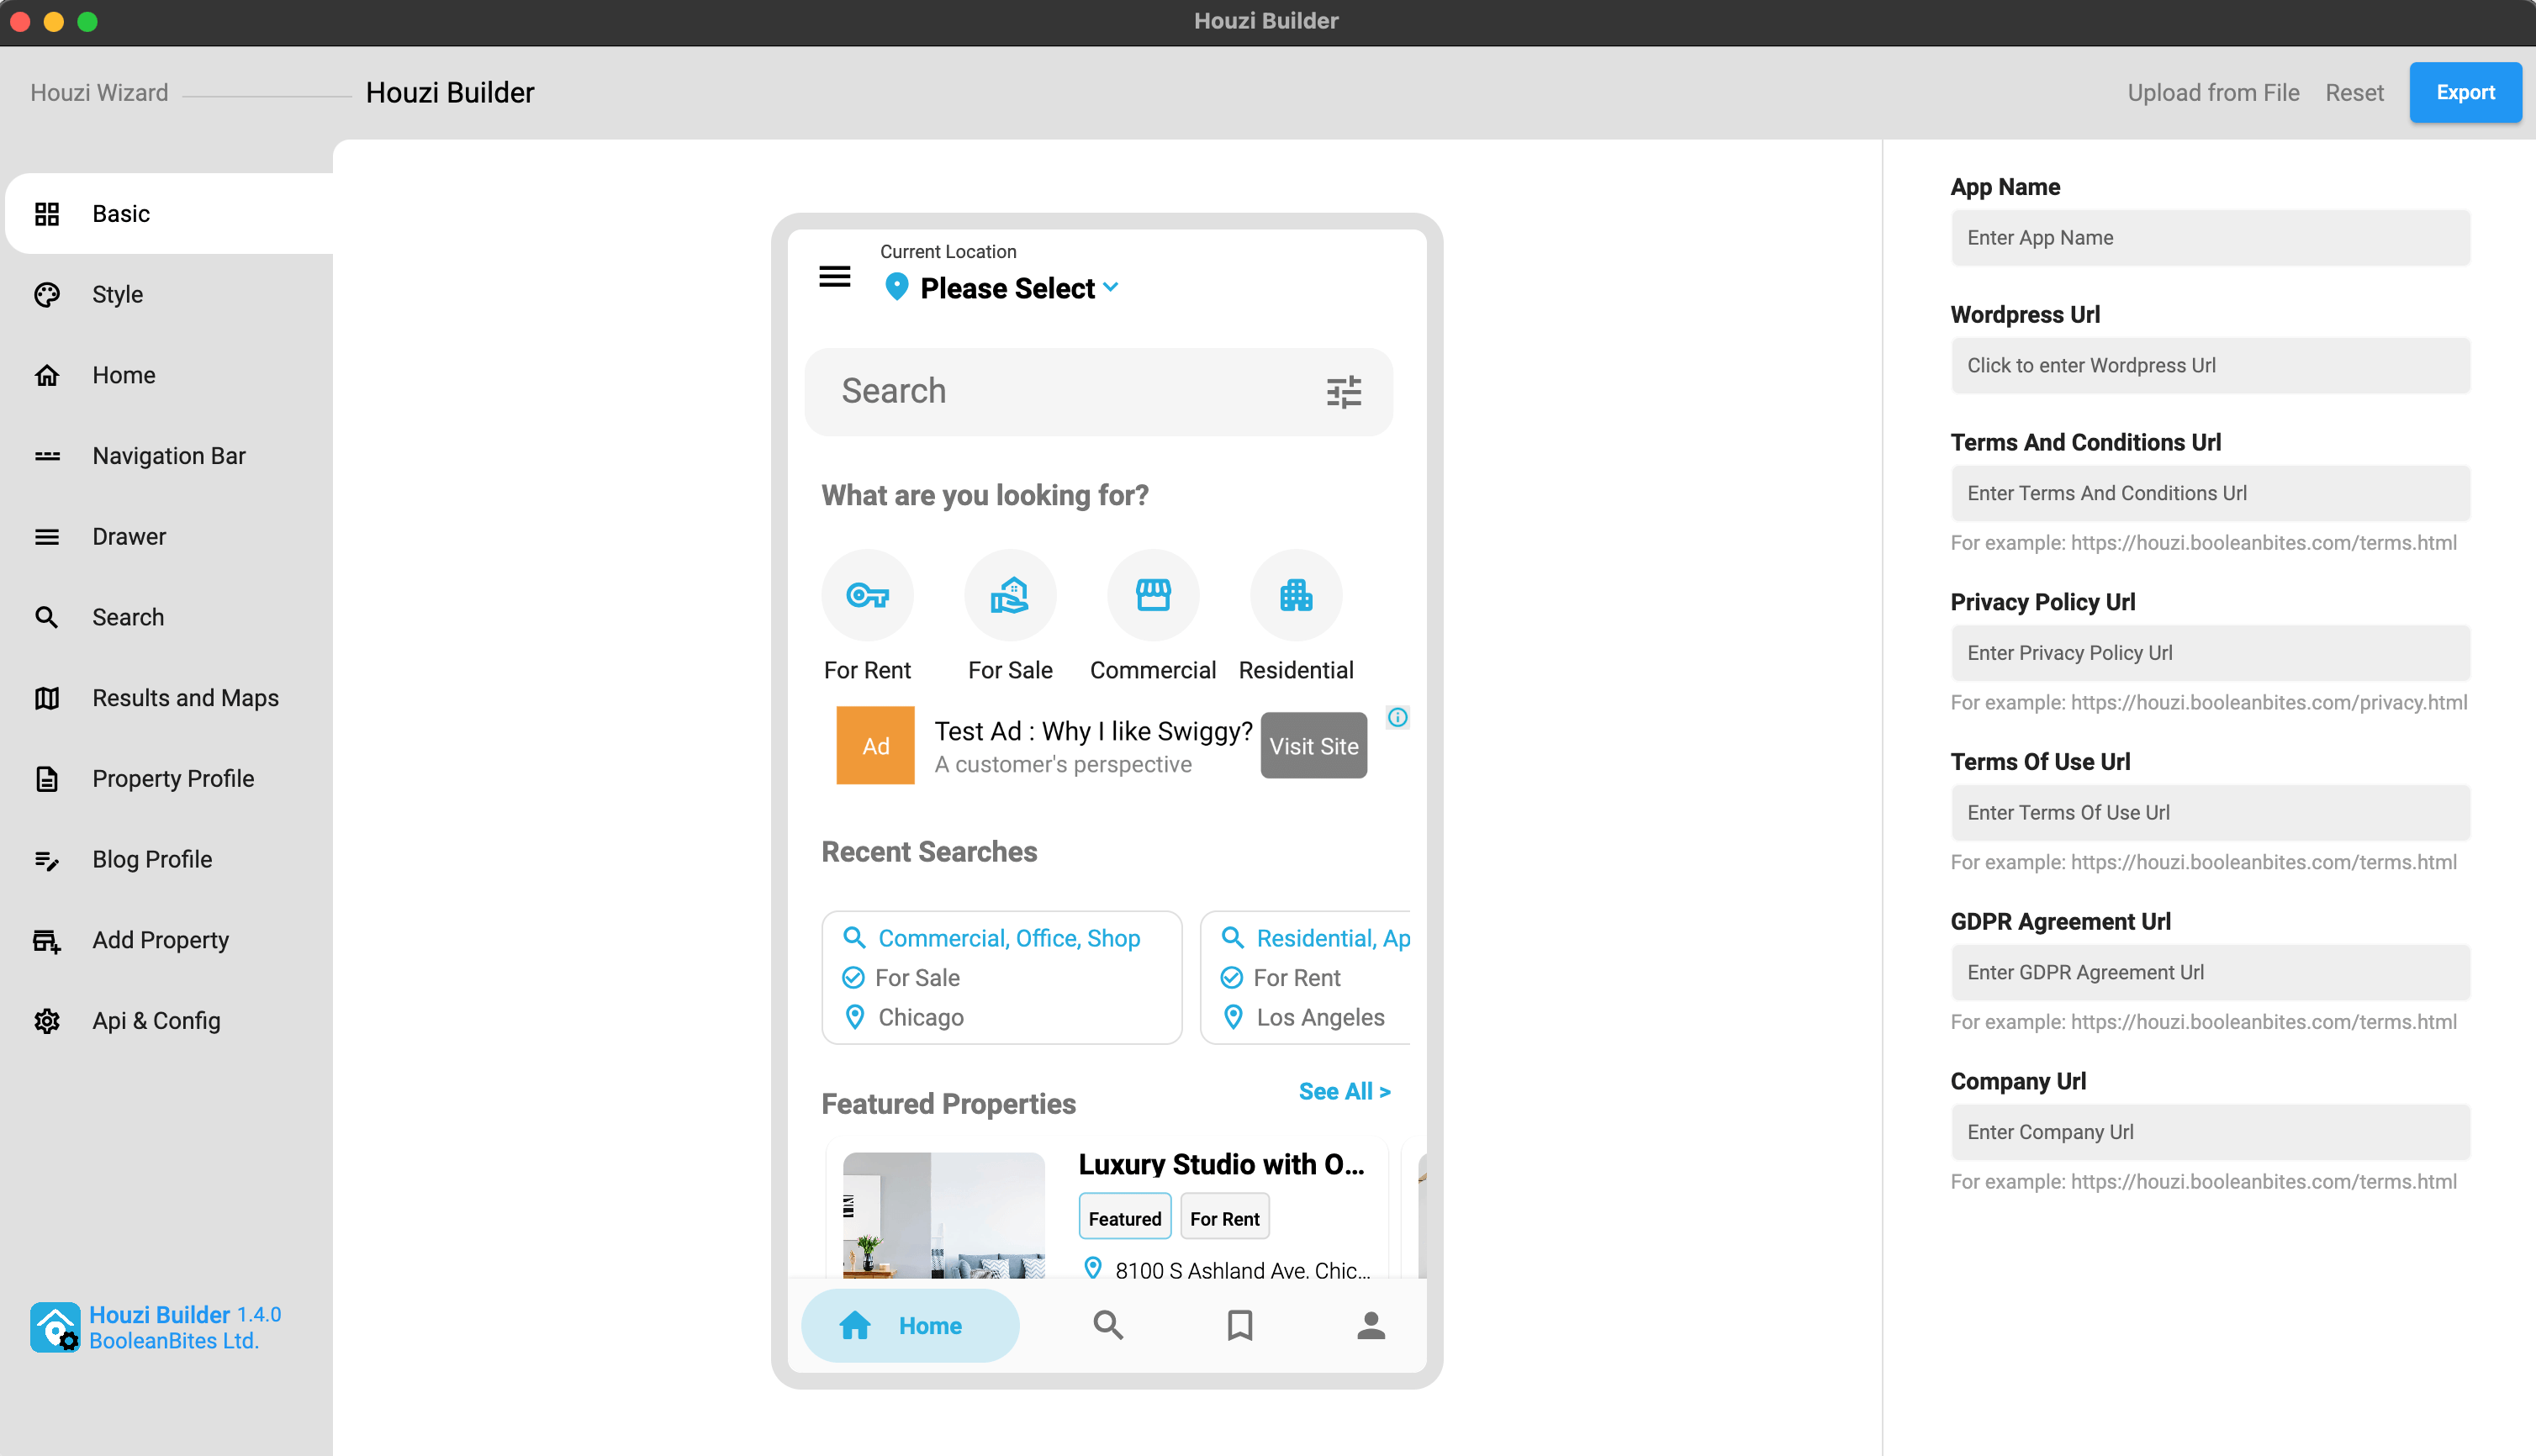 Houzi Builder
Houzi Wizard
Houzi Builder
Upload from File
Reset
Export
Basic
Style
Home
Navigation Bar
Drawer
Search
Results and Maps
Property Profile
Blog Profile
Add Property
Api & Config
Houzi Builder 1.4.0
BooleanBites Ltd.
Current Location
Please Select
Search
What are you looking for?
For Rent
For Sale
Commercial
Residential
Ad
Test Ad : Why I like Swiggy?
A customer's perspective
Visit Site
Recent Searches
Commercial, Office, Shop
For Sale
Chicago
Residential, Ap
For Rent
Los Angeles
Featured Properties
See All >
Luxury Studio with O...
Featured
For Rent
8100 S Ashland Ave, Chic...
Home
App Name
Enter App Name
Wordpress Url
Click to enter Wordpress Url
Terms And Conditions Url
Enter Terms And Conditions Url
For example: https://houzi.booleanbites.com/terms.html
Privacy Policy Url
Enter Privacy Policy Url
For example: https://houzi.booleanbites.com/privacy.html
Terms Of Use Url
Enter Terms Of Use Url
For example: https://houzi.booleanbites.com/terms.html
GDPR Agreement Url
Enter GDPR Agreement Url
For example: https://houzi.booleanbites.com/terms.html
Company Url
Enter Company Url
For example: https://houzi.booleanbites.com/terms.html